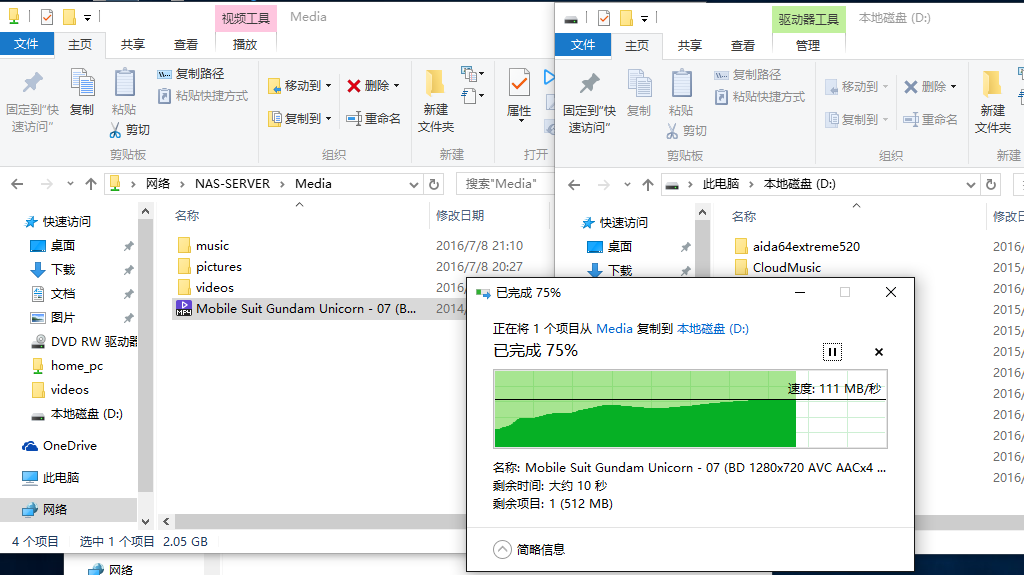 视频工具
Media
文件
主页
共享
查看
播放
固定到"快速访问"
复制
粘贴
复制路径
粘贴快捷方式
剪切
移动到
复制到
删除
重命名
新建
文件夹
属性
剪贴板
组织
新建
打开
网络 > NAS-SERVER > Media
搜索"Media"
快速访问
桌面
下载
文档
图片
DVD RW 驱动器
home_pc
videos
本地磁盘 (D:)
OneDrive
此电脑
网络
名称
修改日期
music
2016/7/8 21:10
pictures
2016/7/8 20:27
videos
2016/
Mobile Suit Gundam Unicorn - 07 (B...
2014/
4 个项目
选中 1 个项目
2.05 GB
网络
驱动器工具
本地磁盘 (D:)
文件
主页
共享
查看
管理
固定到"快速访问"
复制
粘贴
复制路径
粘贴快捷方式
剪切
移动到
复制到
删除
重命名
新建
文件夹
剪贴板
组织
新建
此电脑 > 本地磁盘 (D:)
快速访问
桌面
下载
名称
修改日
aida64extreme520
2016/
CloudMusic
2015/
2016/
2015/
2015/
2015/
2016/
2016/
2016/
2016/
2016/
2016/
已完成 75%
正在将 1 个项目从 Media 复制到 本地磁盘 (D:)
已完成 75%
速度: 111 MB/秒
名称: Mobile Suit Gundam Unicorn - 07 (BD 1280x720 AVC AACx4 ...
剩余时间: 大约 10 秒
剩余项目: 1 (512 MB)
简略信息